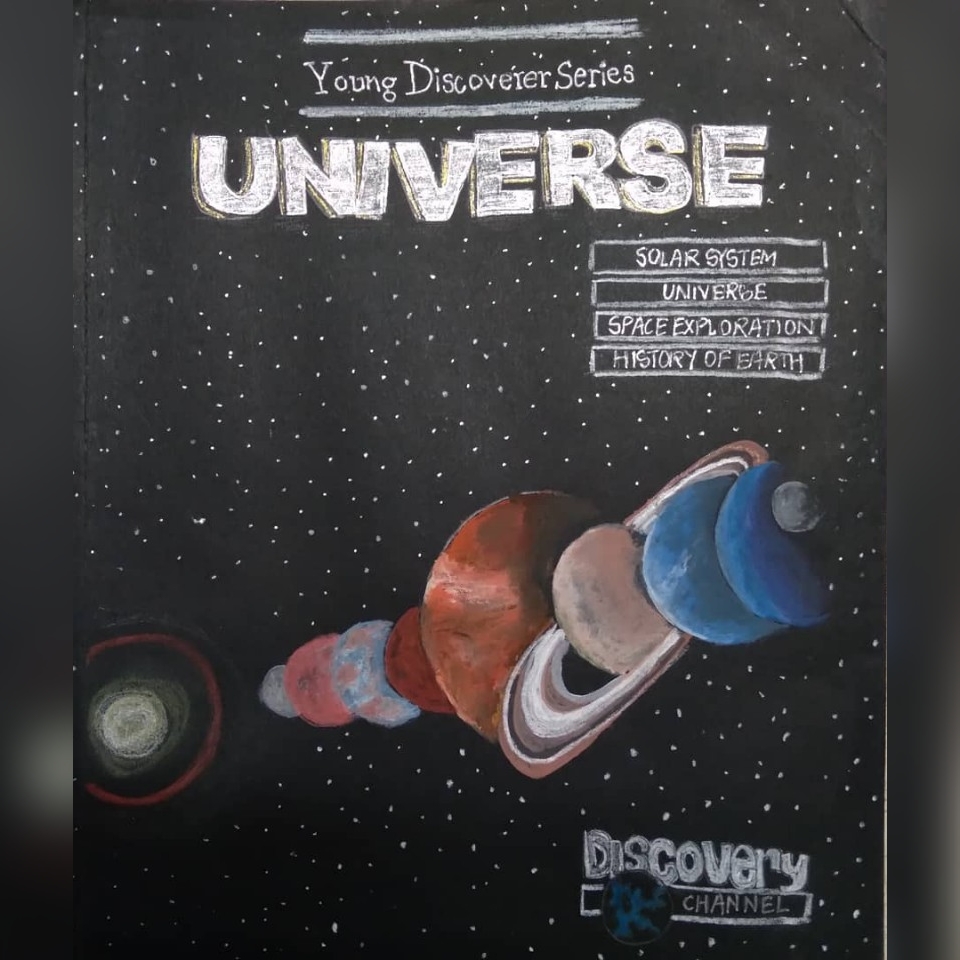 Young Discoverer Series
UNIVERSE
SOLAR SYSTEM
UNIVERSE
SPACE EXPLORATION
HISTORY OF EARTH
DISCOVERY
CHANNEL